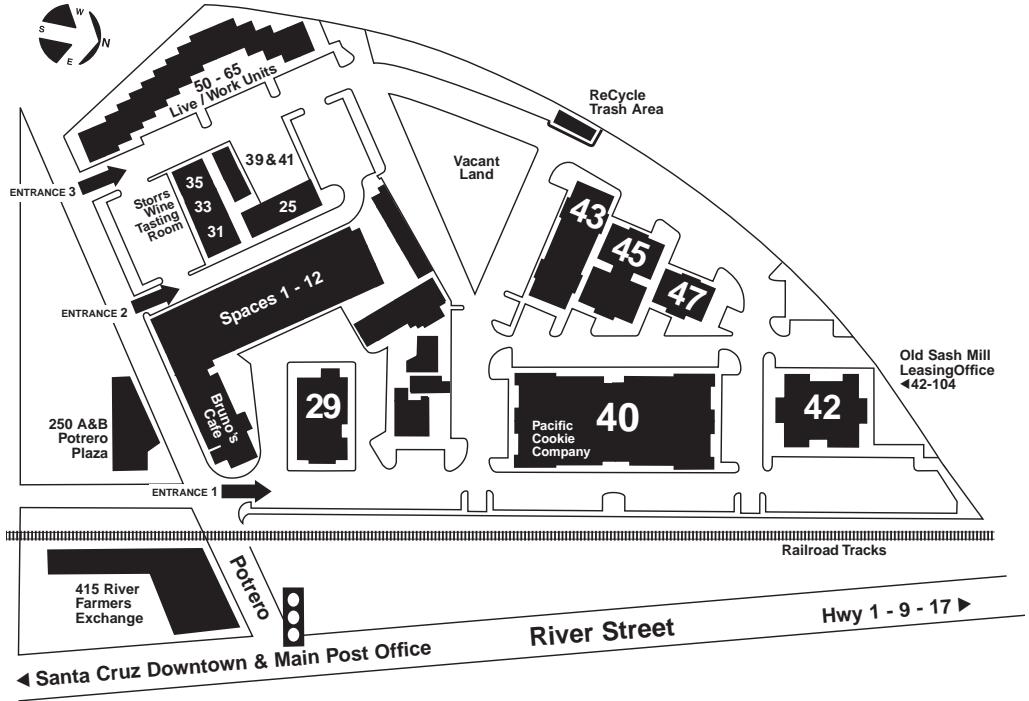 W
S
N
E
50 - 65
Live / Work Units
ReCycle
Trash Area
39 & 41
Vacant
Land
ENTRANCE 3
35
33
31
Storrs
Wine
Tasting
Room
25
43
45
47
ENTRANCE 2
Spaces 1 - 12
Old Sash Mill
LeasingOffice
◀42-104
29
Bruno's
Cafe
40
Pacific
Cookie
Company
42
250 A&B
Potrero
Plaza
ENTRANCE 1
Railroad Tracks
Potrero
415 River
Farmers
Exchange
River Street
Hwy 1 - 9 - 17 ▶
◀ Santa Cruz Downtown & Main Post Office